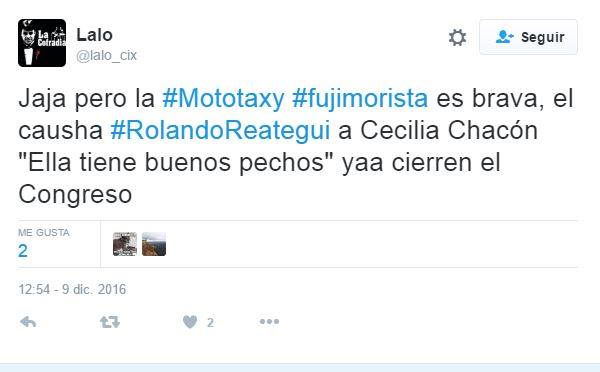 La
Cofradia
Lalo
@lalo_cix
Seguir
Jaja pero la #Mototaxy #fujimorista es brava, el
causha #RolandoReategui a Cecilia Chacón
"Ella tiene buenos pechos" yaa cierren el
Congreso
ME GUSTA
2
12:54 - 9 dic. 2016
2